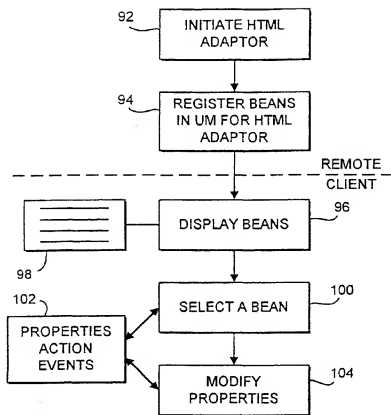 92
INITIATE HTML
ADAPTOR
94
REGISTER BEANS
IN UM FOR HTML
ADAPTOR
REMOTE
CLIENT
DISPLAY BEANS
96
98
102
PROPERTIES
ACTION
EVENTS
SELECT A BEAN
100
MODIFY
PROPERTIES
104